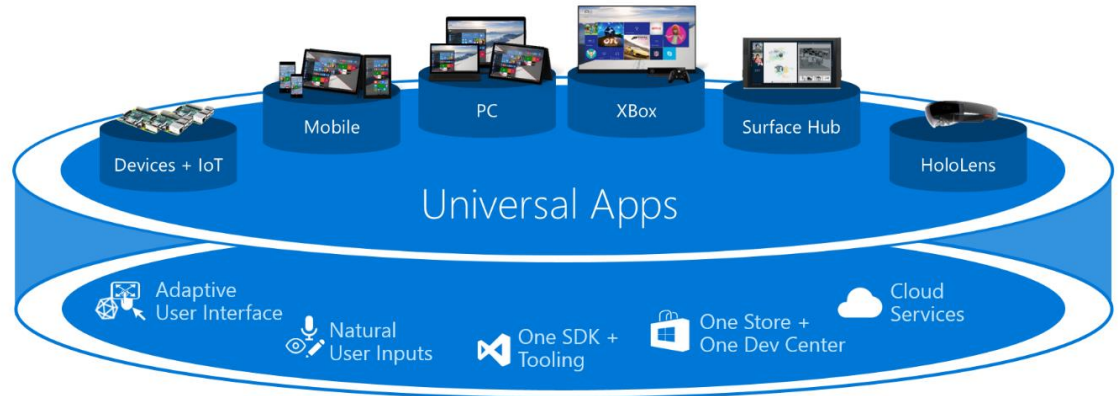 Devices + IoT
Mobile
PC
XBox
Surface Hub
HoloLens
Universal Apps
Adaptive
User Interface
Natural
User Inputs
One SDK +
Tooling
One Store +
One Dev Center
Cloud
Services